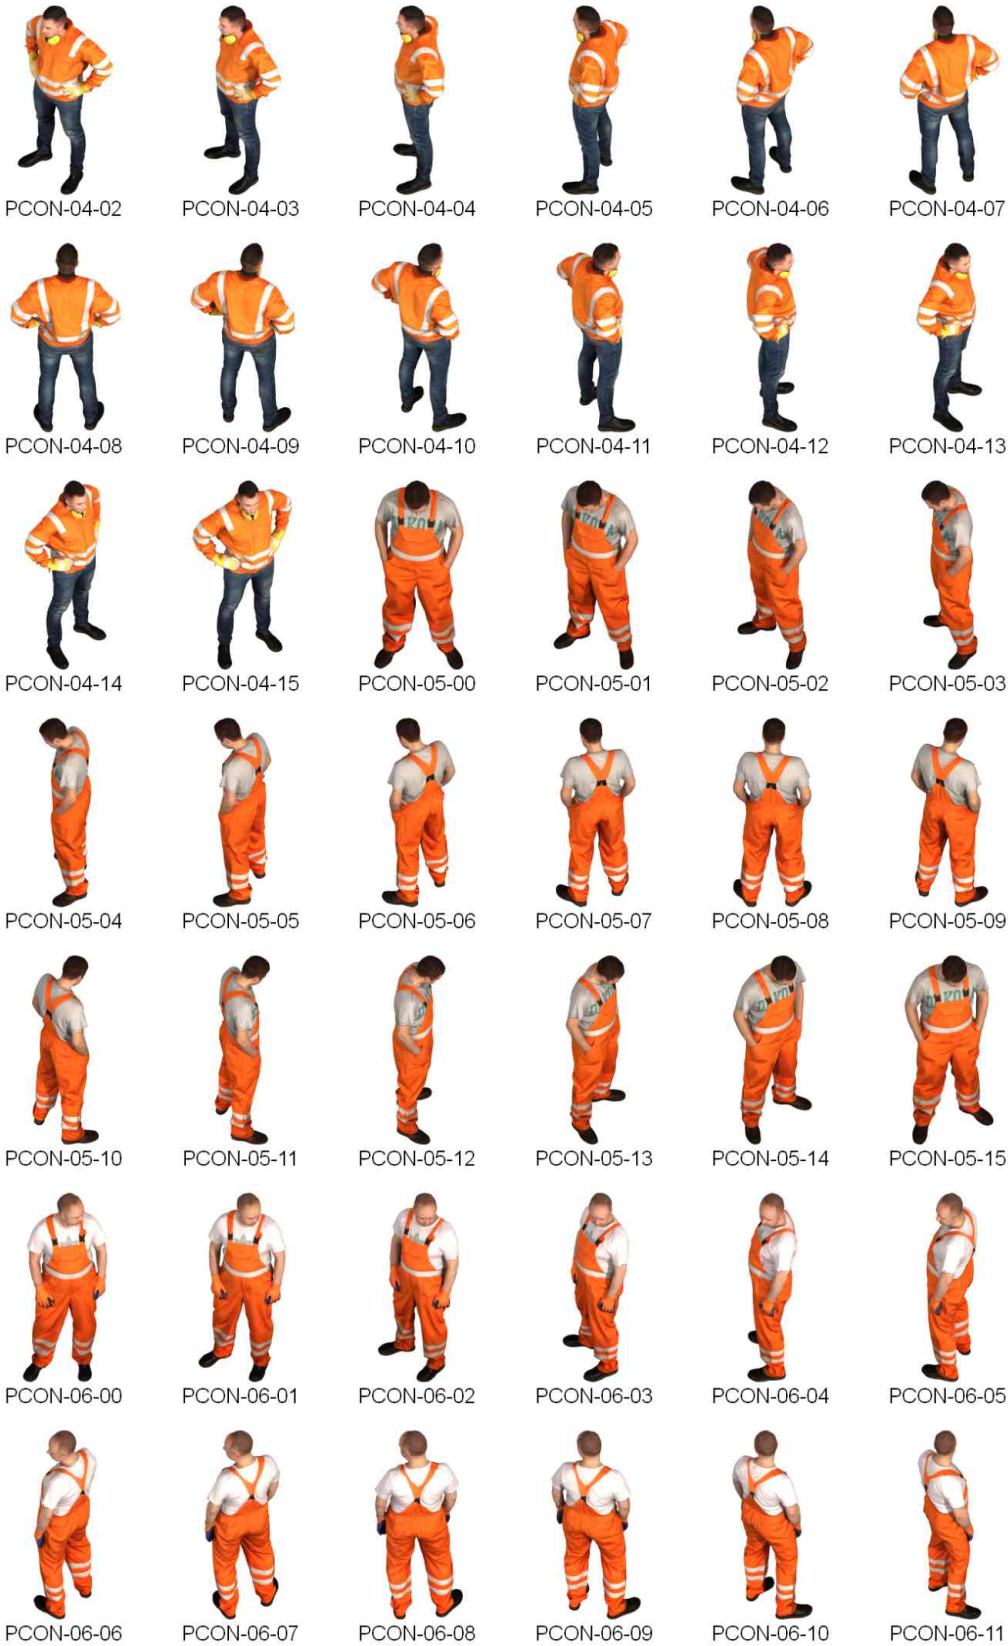 PCON-04-02 PCON-04-03 PCON-04-04 PCON-04-05 PCON-04-06 PCON-04-07
PCON-04-08 PCON-04-09 PCON-04-10 PCON-04-11 PCON-04-12 PCON-04-13
PCON-04-14 PCON-04-15 PCON-05-00 PCON-05-01 PCON-05-02 PCON-05-03
PCON-05-04 PCON-05-05 PCON-05-06 PCON-05-07 PCON-05-08 PCON-05-09
PCON-05-10 PCON-05-11 PCON-05-12 PCON-05-13 PCON-05-14 PCON-05-15
PCON-06-00 PCON-06-01 PCON-06-02 PCON-06-03 PCON-06-04 PCON-06-05
PCON-06-06 PCON-06-07 PCON-06-08 PCON-06-09 PCON-06-10 PCON-06-11